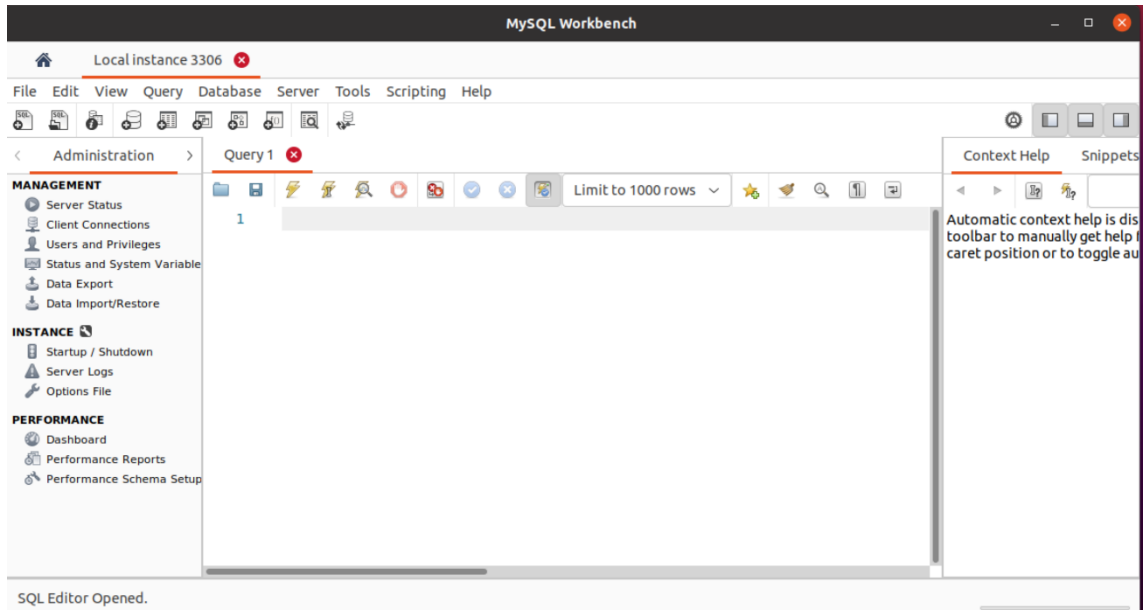 MySQL Workbench
Local instance 3306
File Edit View Query Database Server Tools Scripting Help
Administration
Query 1
Context Help Snippets
MANAGEMENT
Server Status
Client Connections
Users and Privileges
Status and System Variable
Data Export
Data Import/Restore
INSTANCE
Startup / Shutdown
Server Logs
Options File
PERFORMANCE
Dashboard
Performance Reports
Performance Schema Setup
Limit to 1000 rows
1
Automatic context help is dis
toolbar to manually get help
caret position or to toggle au
SQL Editor Opened.